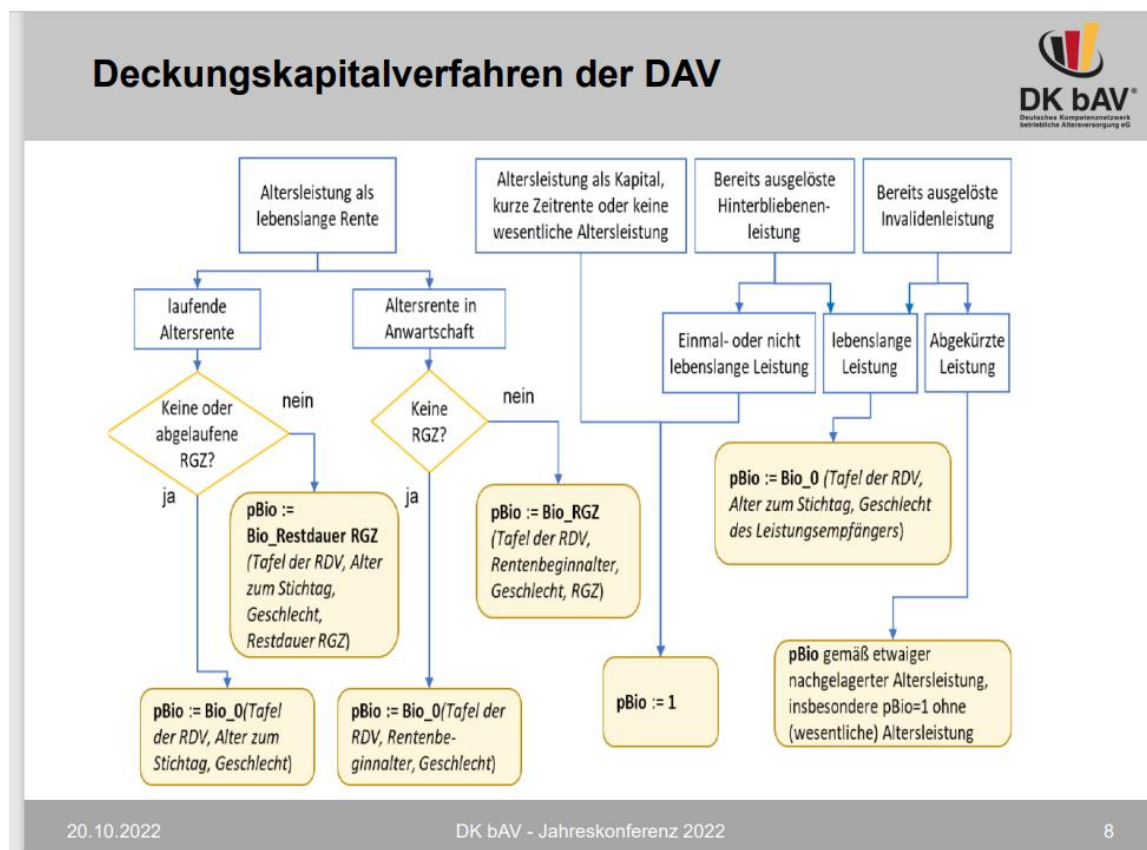 Deckungskapitalverfahren der DAV
DK bAV®
Deutsches Kompetenznetzwerk
betriebliche Altersversorgung eG
Altersleistung als
lebenslange Rente
Altersleistung als Kapital,
kurze Zeitrente oder keine
wesentliche Altersleistung
Bereits ausgelöste
Hinterbliebenen-
leistung
Bereits ausgelöste
Invalidenleistung
laufende
Altersrente
Altersrente in
Anwartschaft
Einmal- oder nicht
lebenslange Leistung
lebenslange
Leistung
Abgekürzte
Leistung
Keine oder
abgelaufene
RGZ?
nein
ja
Keine
RGZ?
nein
ja
pBio :=
Bio_Restdauer RGZ
(Tafel der RDV, Alter
zum Stichtag,
Geschlecht,
Restdauer RGZ)
pBio := Bio_RGZ
(Tafel der RDV,
Rentenbeginnalter,
Geschlecht, RGZ)
pBio := Bio_0 (Tafel der RDV,
Alter zum Stichtag, Geschlecht
des Leistungsempfängers)
pBio := Bio_0(Tafel
der RDV, Alter zum
Stichtag, Geschlecht)
pBio := Bio_0(Tafel der
RDV, Rentenbe-
ginnalter, Geschlecht)
pBio := 1
pBio gemäß etwaiger
nachgelagerter Altersleistung,
insbesondere pBio=1 ohne
(wesentliche) Altersleistung
20.10.2022
DK bAV - Jahreskonferenz 2022
8